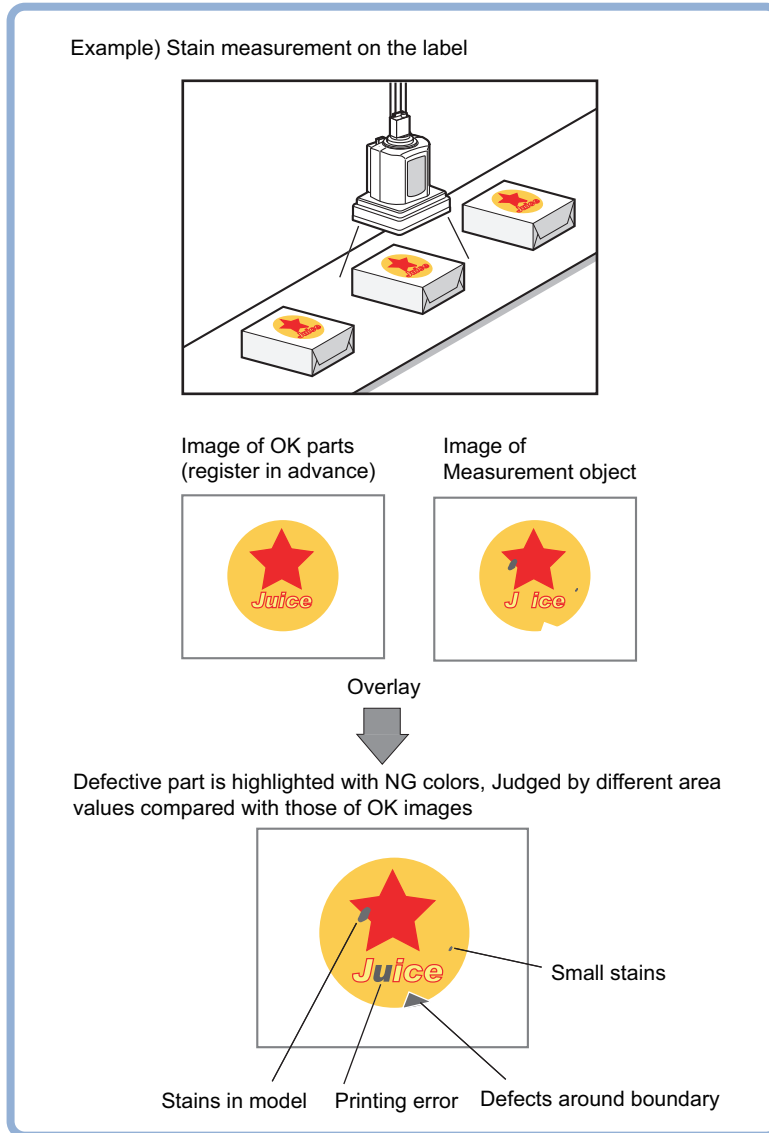 Example) Stain measurement on the label
Juice
Juice
Juice
Image of OK parts
(register in advance)
Image of
Measurement object
Juice
J ice
Overlay
Defective part is highlighted with NG colors, Judged by different area
values compared with those of OK images
Juice
Small stains
Stains in model
Printing error
Defects around boundary